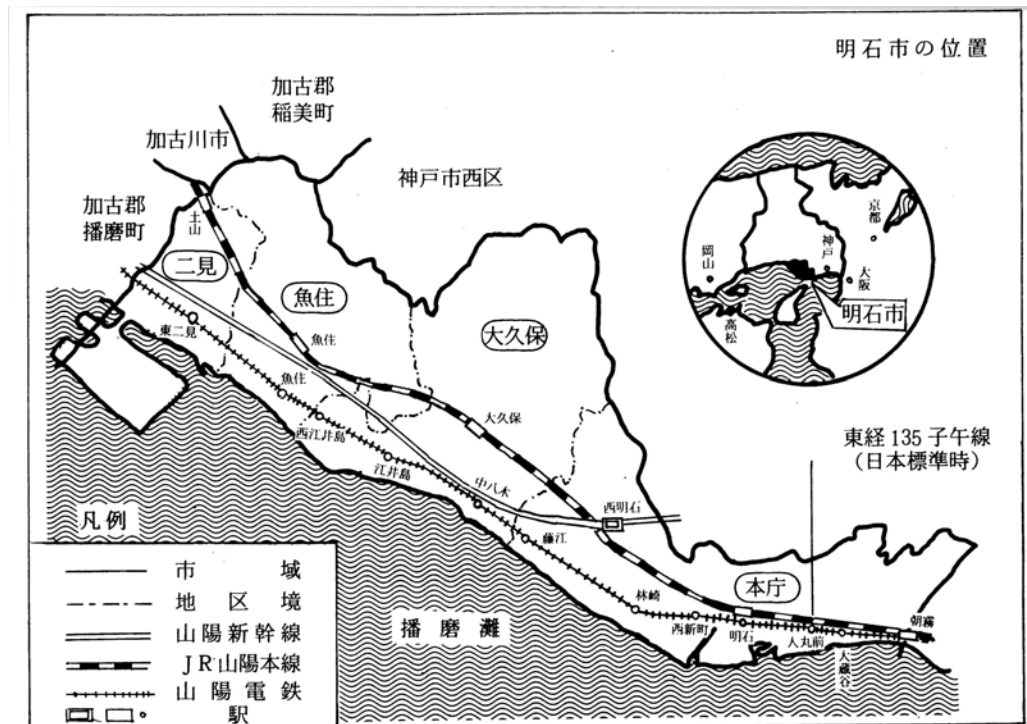 明石市の位置
加古郡
稲美町
加古川市
神戸市西区
加古郡
播磨町
土山
二見
魚住
大久保
東二見
魚住
魚住
西江井島
江井島
中八木
大久保
西明石
藤江
林崎
西新町
明石
人丸前
大蔵谷
朝霧
本庁
播磨灘
東経135子午線
(日本標準時)
京都
神戸
大阪
岡山
高松
明石市
凡例
市域
地区境
山陽新幹線
JR山陽本線
山陽電鉄
駅